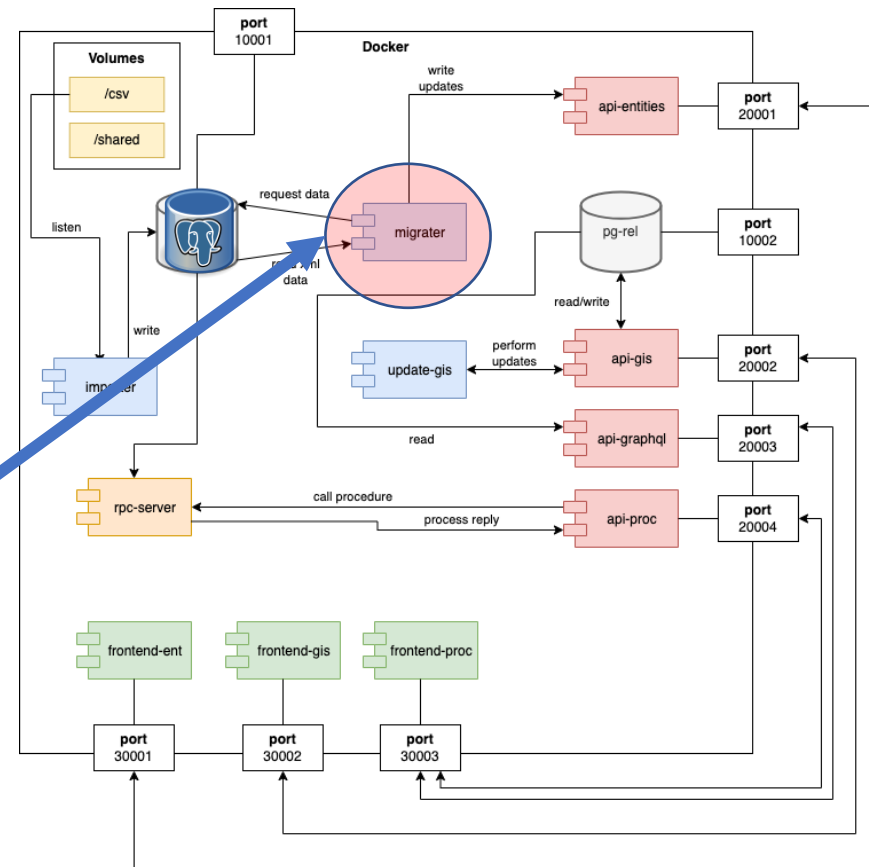 port
10001
Docker
Volumes
/csv
/shared
write
updates
api-entities
port
20001
request data
migrater
pg-rel
port
10002
listen
data
read/write
write
perform
updates
update-gis
api-gis
port
20002
read
api-graphql
port
20003
rpc-server
call procedure
process reply
api-proc
port
20004
frontend-ent
frontend-gis
frontend-proc
port
30001
port
30002
port
30003